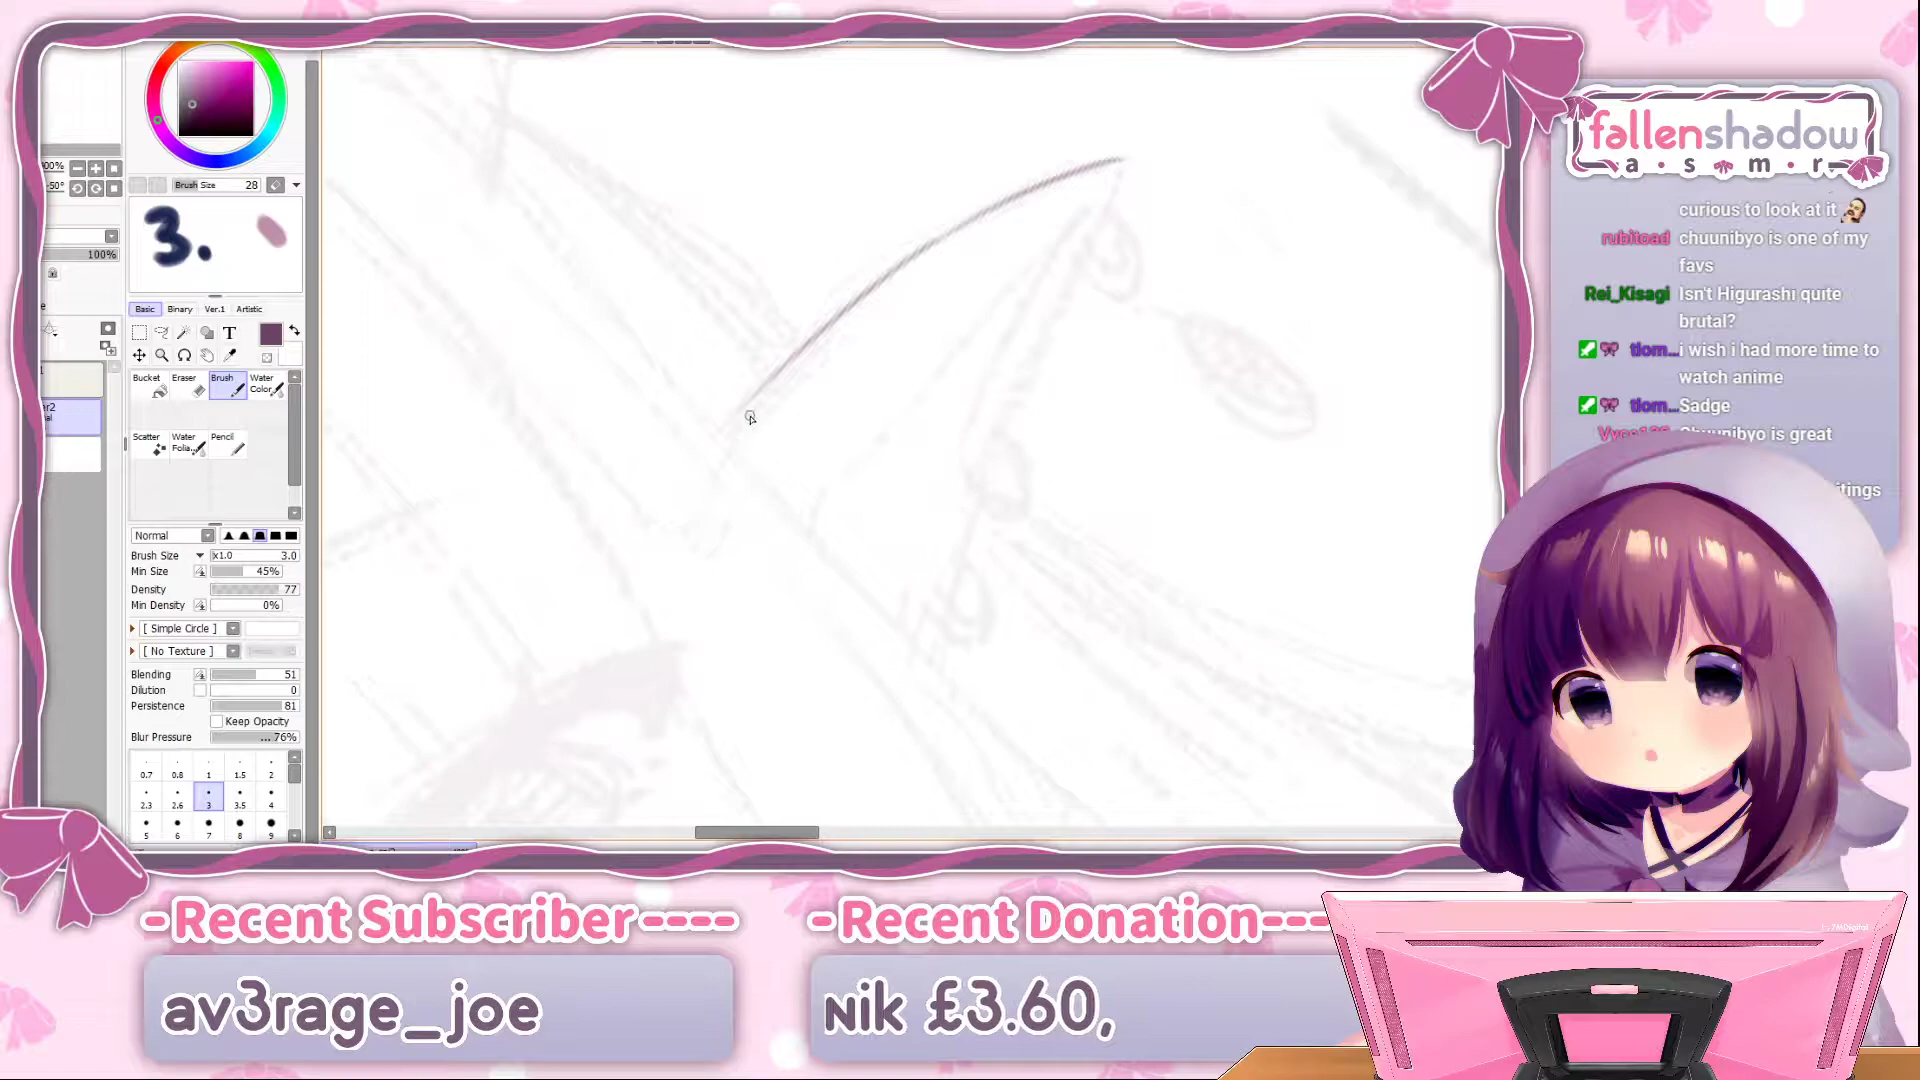 fallenshadow
a · s m · r
curious to look at it
rubitoad chuunibyo is one of my
favs
Rei_Kisagi Isn't Higurashi quite
brutal?
tiom... i wish i had more time to
watch anime
tiom... Sadge
is great
00%
-50°
100%
Brush Size 28
3.
Basic Binary Ver.1 Artistic
T
Bucket Eraser Brush Water
Color
Scatter Water Pencil
Folia...
Normal
Brush Size x1.0 3.0
Min Size 45%
Density 77
Min Density 0%
[ Simple Circle ]
[ No Texture ]
Blending 51
Dilution 0
Persistence 81
Keep Opacity
Blur Pressure ... 76%
0.7 0.8 1 1.5 2
2.3 2.6 3 3.5 4
5 6 7 8 9
-Recent Subscriber----
av3rage_joe
-Recent Donation---
nik £3.60,